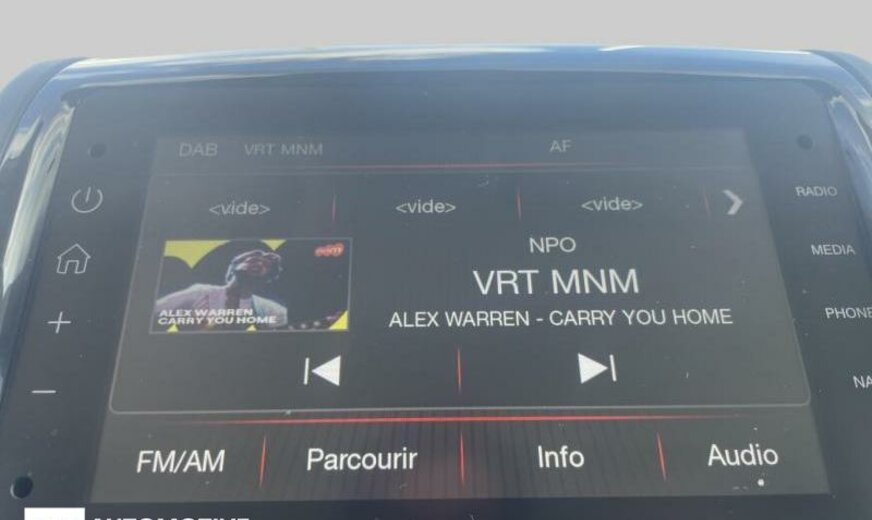 DAB VRT MNM AF
<vide> <vide> <vide>
RADIO
NPO
MEDIA
VRT MNM
ALEX WARREN
CARRY YOU HOME
ALEX WARREN - CARRY YOU HOME
PHONE
FM/AM Parcourir Info Audio